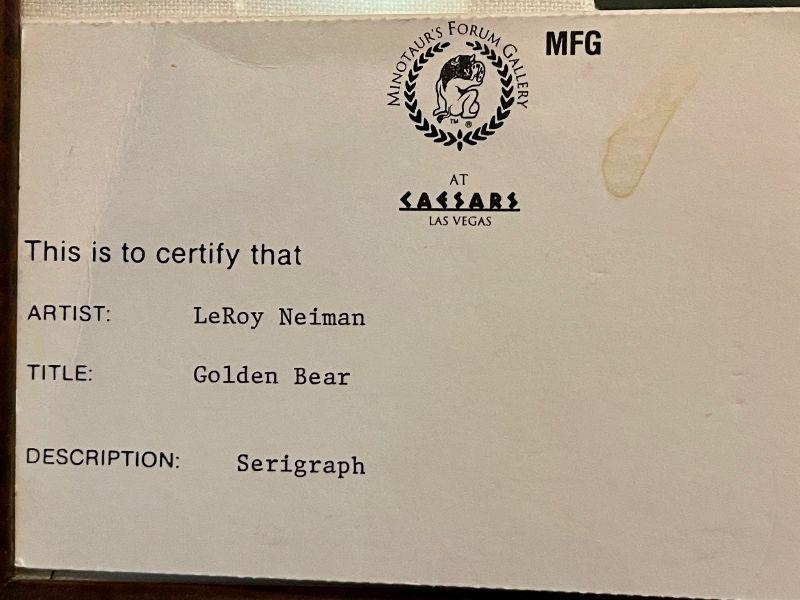 MINOTAUR'S FORUM GALLERY
MFG
TM ®
AT
CAESARS
LAS VEGAS
This is to certify that
ARTIST: LeRoy Neiman
TITLE: Golden Bear
DESCRIPTION: Serigraph